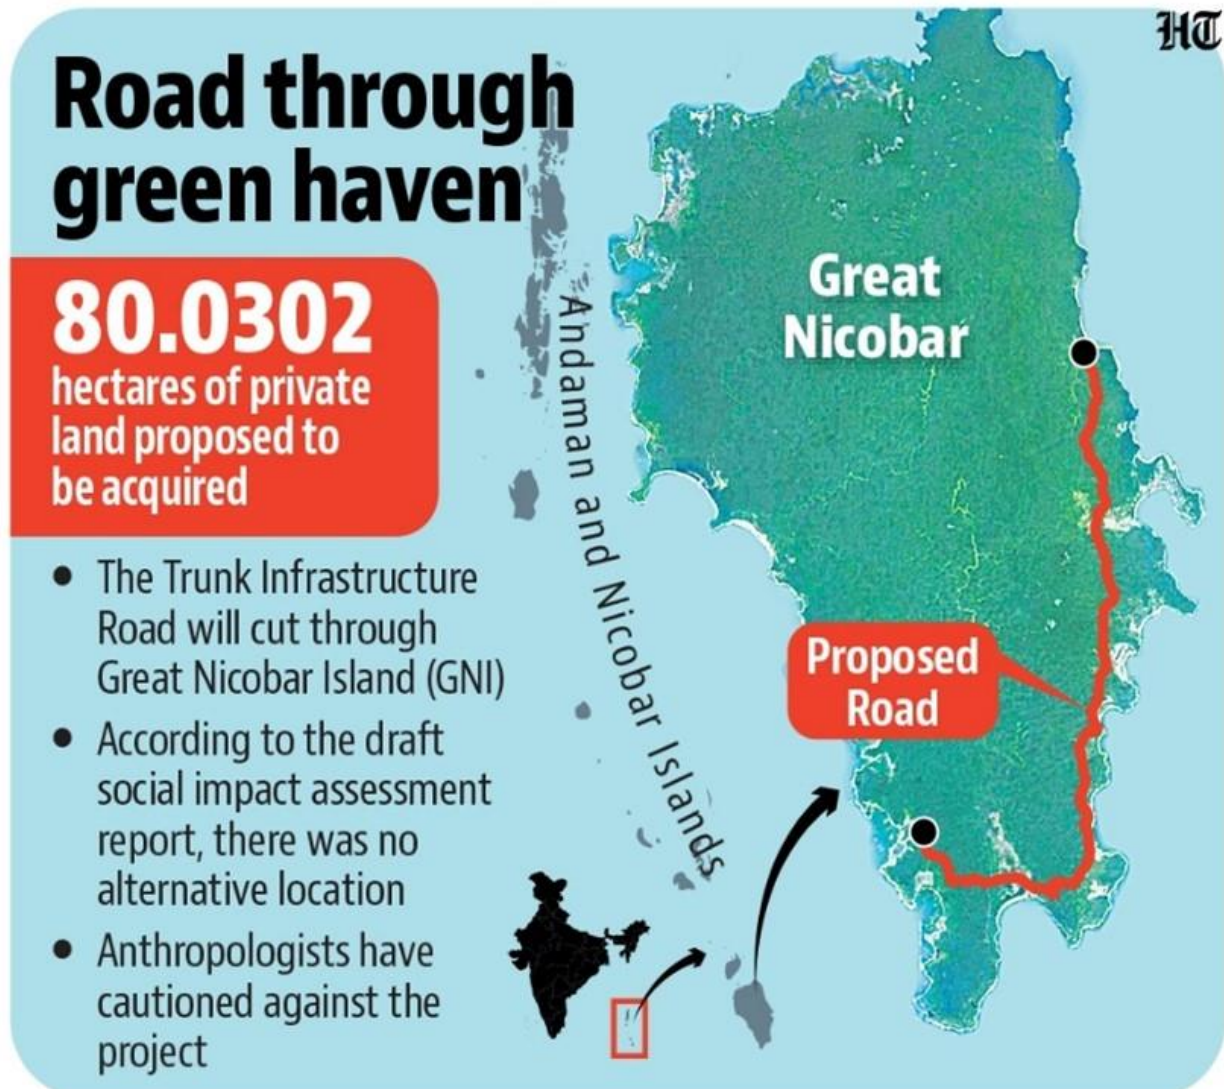 HT
Road through
green haven
80.0302
hectares of private
land proposed to
be acquired
• The Trunk Infrastructure
Road will cut through
Great Nicobar Island (GNI)
• According to the draft
social impact assessment
report, there was no
alternative location
• Anthropologists have
cautioned against the
project
Andaman and Nicobar Islands
Great
Nicobar
Proposed
Road